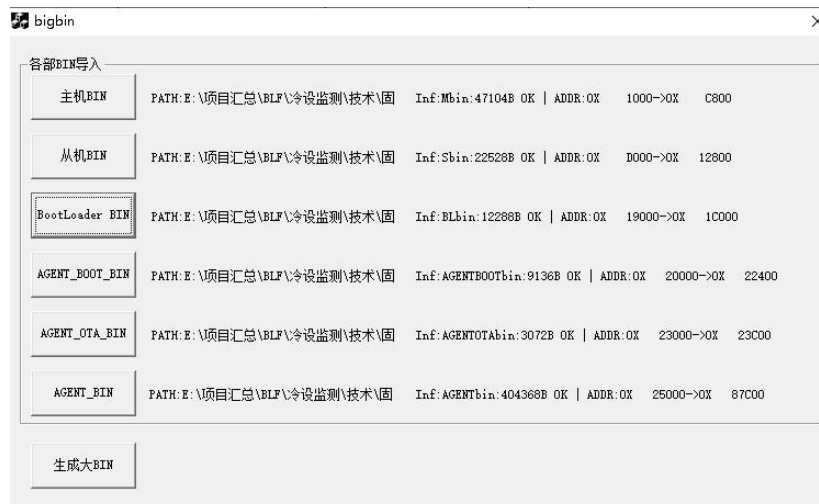 bigbin
各部BIN导入
主机BIN PATH:E:\项目汇总\BLF\冷设监测\技术\固 Inf:Mbin:47104B OK | ADDR:0X 1000->0X C800
从机BIN PATH:E:\项目汇总\BLF\冷设监测\技术\固 Inf:Sbin:22528B OK | ADDR:0X D000->0X 12800
BootLoader BIN PATH:E:\项目汇总\BLF\冷设监测\技术\固 Inf:BLbin:12288B OK | ADDR:0X 19000->0X 1C000
AGENT_BOOT_BIN PATH:E:\项目汇总\BLF\冷设监测\技术\固 Inf:AGENTBOOTbin:9136B OK | ADDR:0X 20000->0X 22400
AGENT_OTA_BIN PATH:E:\项目汇总\BLF\冷设监测\技术\固 Inf:AGENTOTAbin:3072B OK | ADDR:0X 23000->0X 23C00
AGENT_BIN PATH:E:\项目汇总\BLF\冷设监测\技术\固 Inf:AGENTbin:404368B OK | ADDR:0X 25000->0X 87C00
生成大BIN